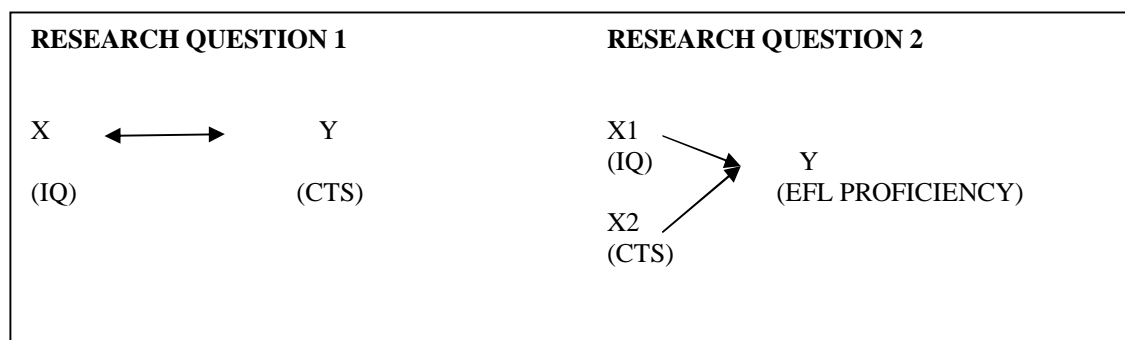 RESEARCH QUESTION 1
X Y
(IQ) (CTS)
RESEARCH QUESTION 2
X1
(IQ) Y
(EFL PROFICIENCY)
X2
(CTS)